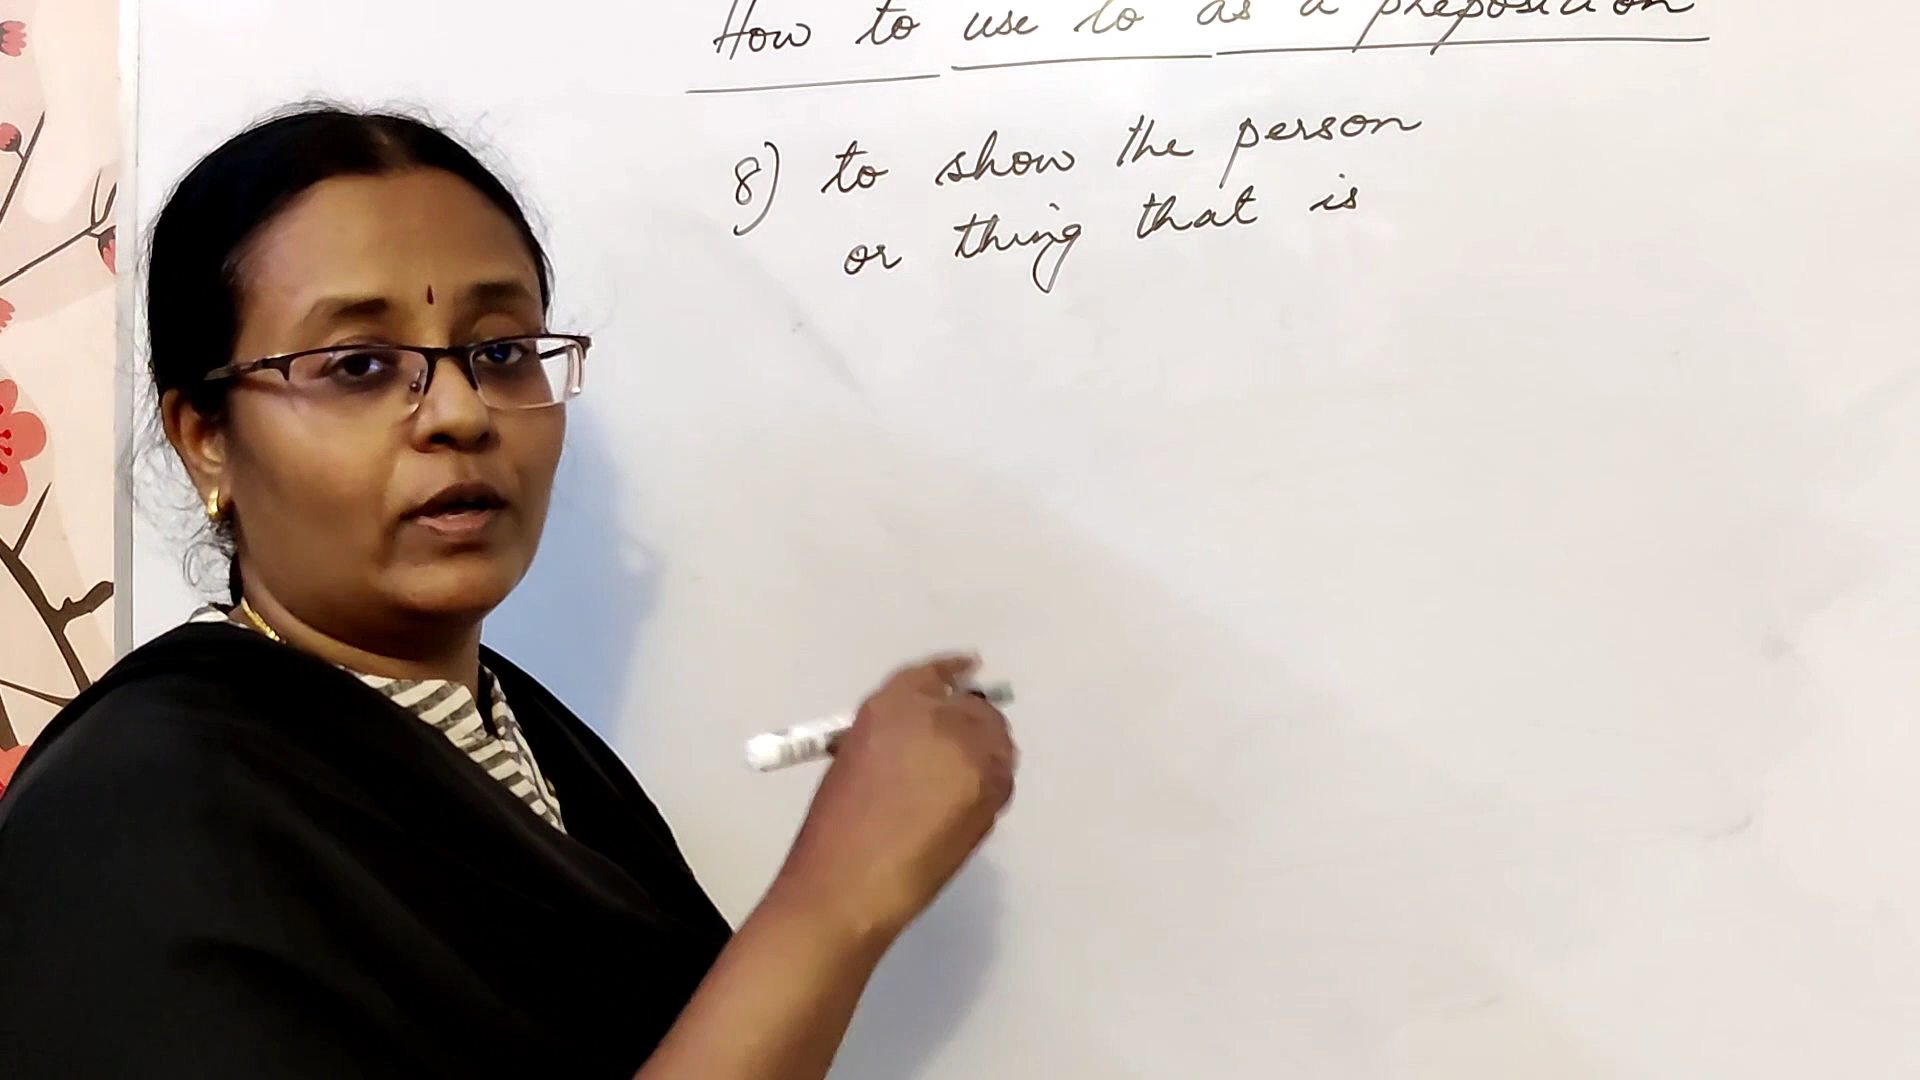 How to use to as a preposition
8) to show the person
or thing that is